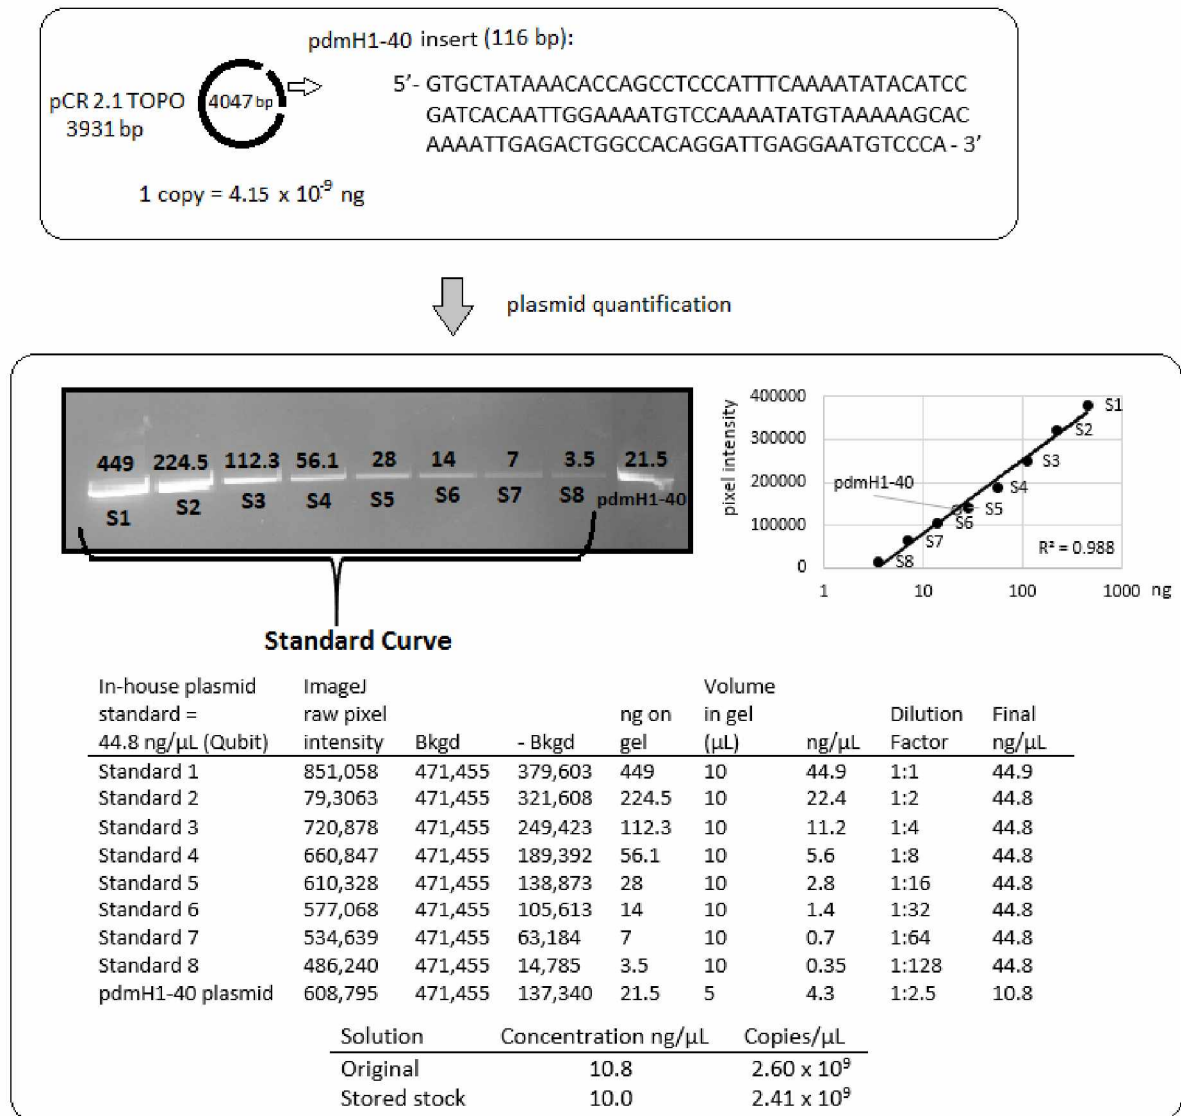 pdmH1-40 insert (116 bp):
pCR 2.1 TOPO
3931 bp
4047 bp
5'- GTGCTATAAACACCAGCCTCCCATTTCAAAATATACATCC
GATCACAATTGGAAAATGTCCAAAATATGTAAAAAGCAC
AAAATTGAGACTGGCCACAGGATTGAGGAATGTCCCA - 3'
1 copy = 4.15 x 10⁻⁹ ng
plasmid quantification
449 224.5 112.3 56.1 28 14 7 3.5 21.5
S1 S2 S3 S4 S5 S6 S7 S8 pdmH1-40
Standard Curve
pixel intensity
400000
300000
200000
100000
0
1 10 100 1000 ng
S1
S2
S3
S4
pdmH1-40
S5
S6
S7
S8
R² = 0.988
In-house plasmid standard = 44.8 ng/µL (Qubit) ImageJ raw pixel intensity Bkgd - Bkgd ng on gel Volume in gel (µL) ng/µL Dilution Factor Final ng/µL
Standard 1 851,058 471,455 379,603 449 10 44.9 1:1 44.9
Standard 2 79,3063 471,455 321,608 224.5 10 22.4 1:2 44.8
Standard 3 720,878 471,455 249,423 112.3 10 11.2 1:4 44.8
Standard 4 660,847 471,455 189,392 56.1 10 5.6 1:8 44.8
Standard 5 610,328 471,455 138,873 28 10 2.8 1:16 44.8
Standard 6 577,068 471,455 105,613 14 10 1.4 1:32 44.8
Standard 7 534,639 471,455 63,184 7 10 0.7 1:64 44.8
Standard 8 486,240 471,455 14,785 3.5 10 0.35 1:128 44.8
pdmH1-40 plasmid 608,795 471,455 137,340 21.5 5 4.3 1:2.5 10.8
Solution Concentration ng/µL Copies/µL
Original 10.8 2.60 x 10⁹
Stored stock 10.0 2.41 x 10⁹